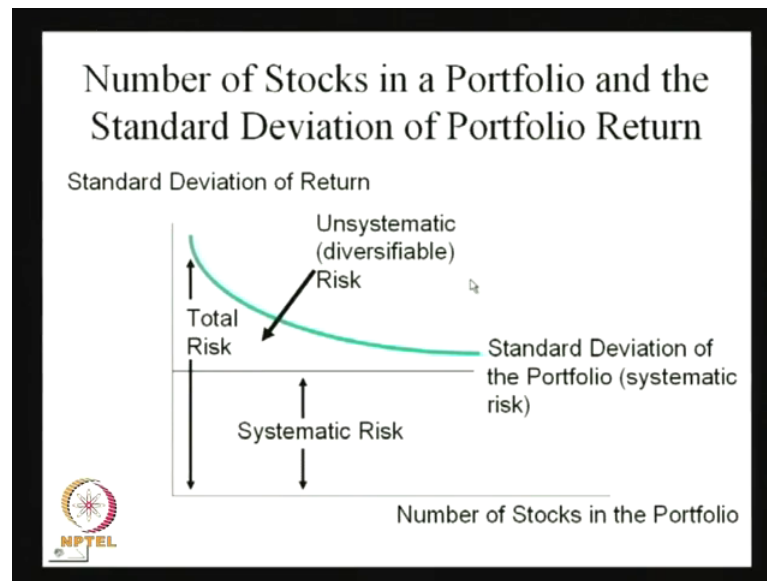 Number of Stocks in a Portfolio and the
Standard Deviation of Portfolio Return
Standard Deviation of Return
Unsystematic
(diversifiable)
Risk
Total
Risk
Standard Deviation of
the Portfolio (systematic
risk)
Systematic Risk
Number of Stocks in the Portfolio
NPTEL